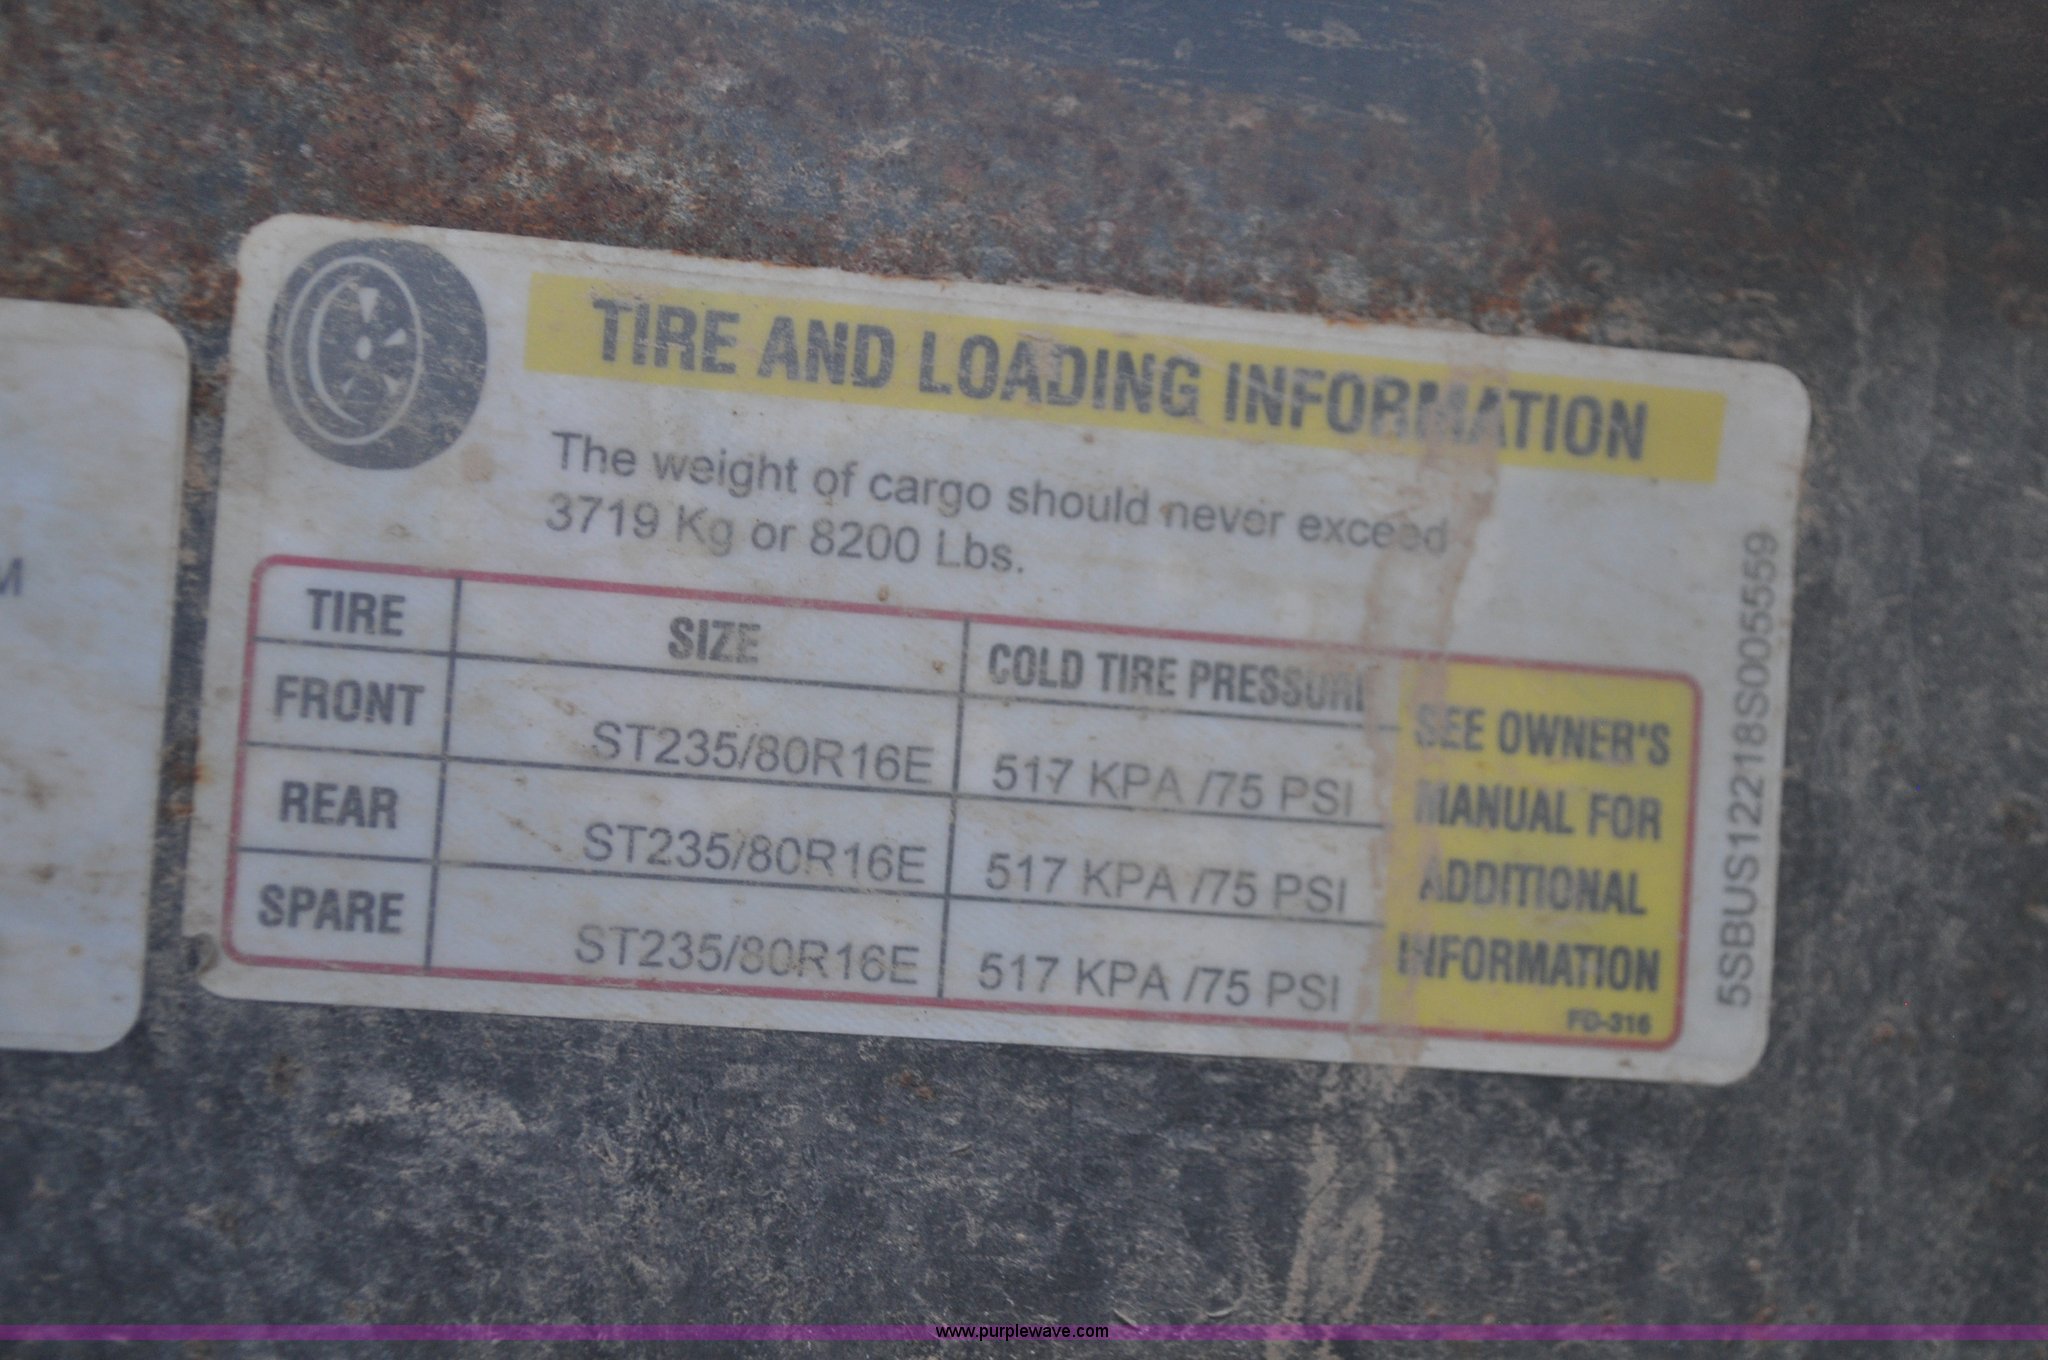 M
TIRE AND LOADING INFORMATION
The weight of cargo should never exceed
3719 Kg or 8200 Lbs.
TIRE SIZE COLD TIRE PRESSURE
FRONT ST235/80R16E 517 KPA /75 PSI
REAR ST235/80R16E 517 KPA /75 PSI
SPARE ST235/80R16E 517 KPA /75 PSI
SEE OWNER'S
MANUAL FOR
ADDITIONAL
INFORMATION
FD-316
5SBUS12218S005559
www.purplewave.com